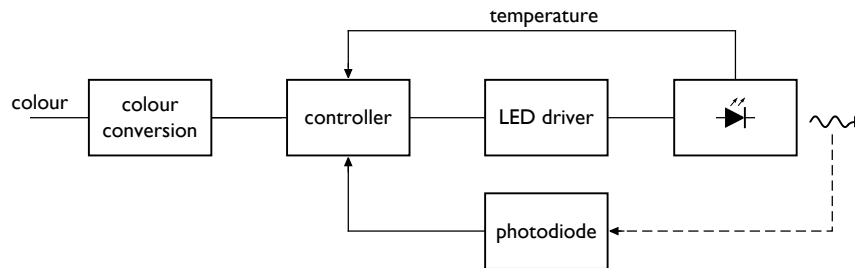 temperature
colour
colour
conversion
controller
LED driver
photodiode